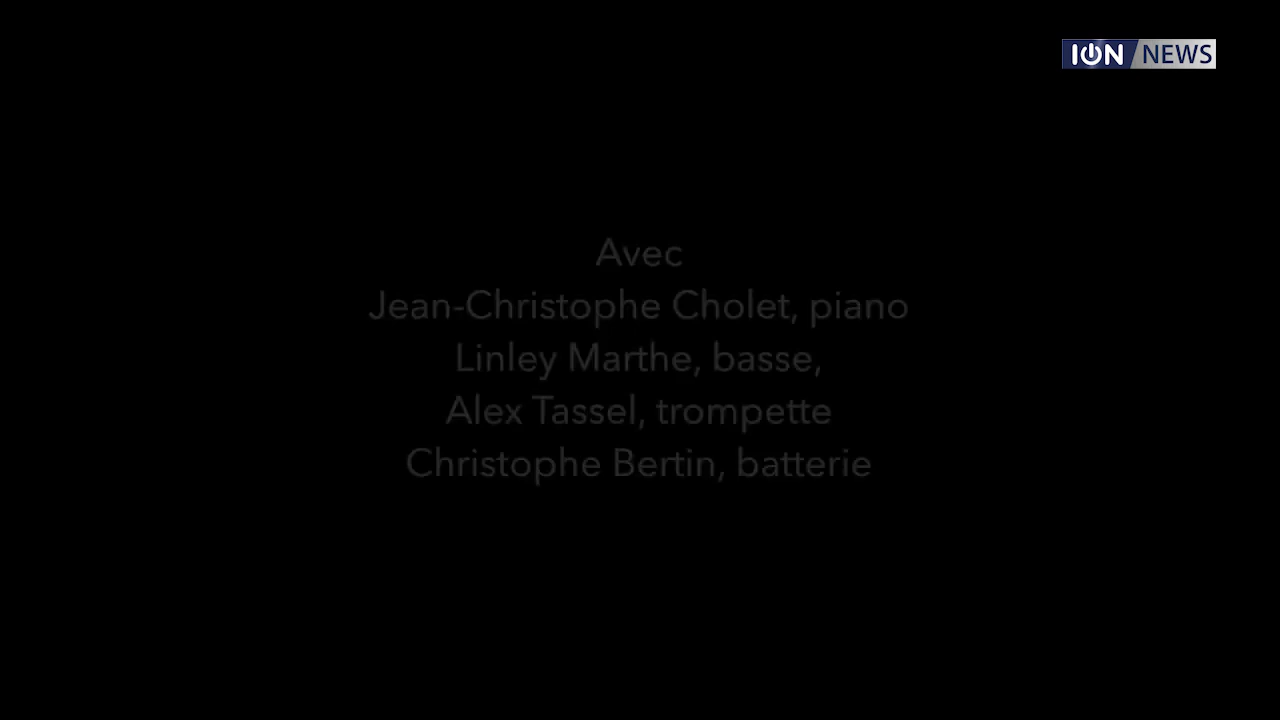 ION NEWS
Avec
Jean-Christophe Cholet, piano
Linley Marthe, basse,
Alex Tassel, trompette
Christophe Bertin, batterie